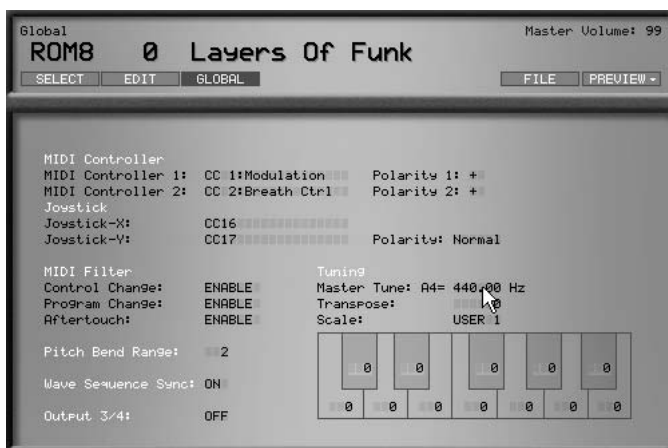 Global Master Volume: 99
ROM8 0 Layers Of Funk
SELECT EDIT GLOBAL FILE PREVIEW
MIDI Controller
MIDI Controller 1: CC 1:Modulation Polarity 1: +
MIDI Controller 2: CC 2:Breath Ctrl Polarity 2: +
Joystick
Joystick-X: CC16
Joystick-Y: CC17 Polarity: Normal
MIDI Filter Tuning
Control Change: ENABLE Master Tune: A4= 440.00 Hz
Program Change: ENABLE Transpose: 0
Aftertouch: ENABLE Scale: USER 1
Pitch Bend Range: 2
0 0 0 0 0
Wave Sequence Sync: ON
0 0 0 0 0 0 0
Output 3/4: OFF